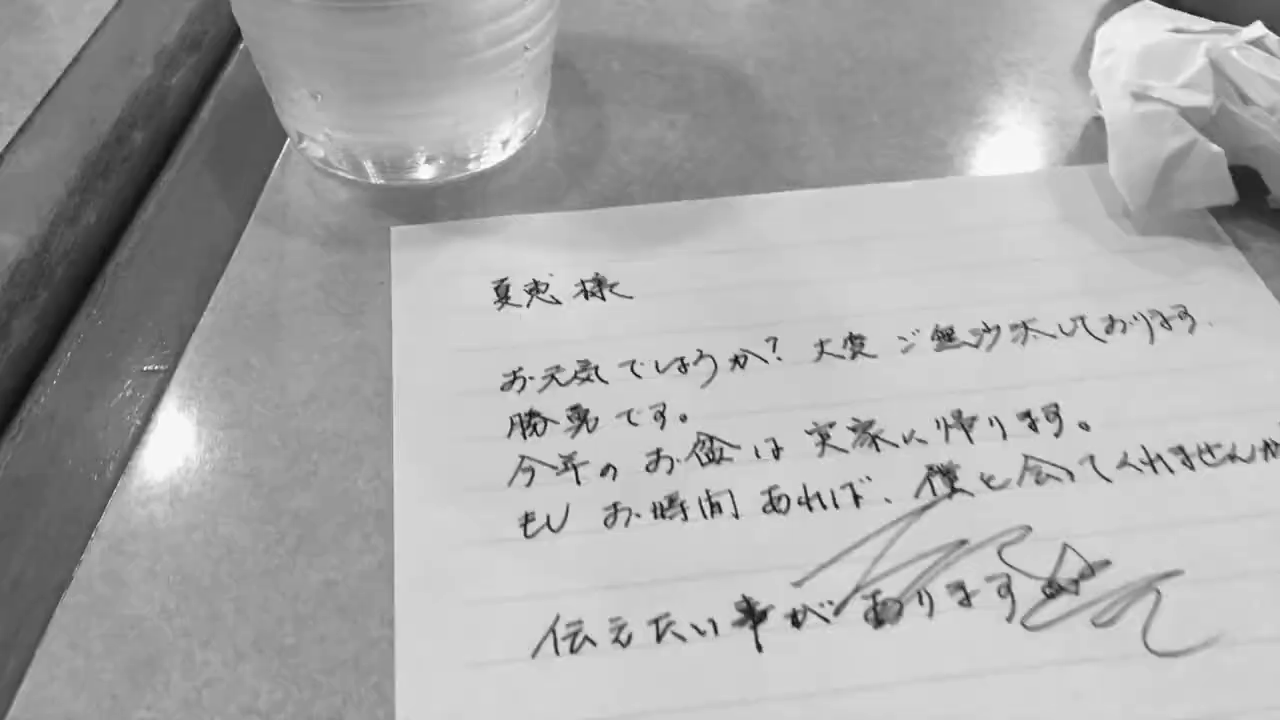 夏恵 様
お元気でしょうか? 大変ご無沙汰しております
勝勇です。
今年のお盆は実家に帰ります。
もしお時間あれば、僕と会ってくれませんか
伝えたい事があります